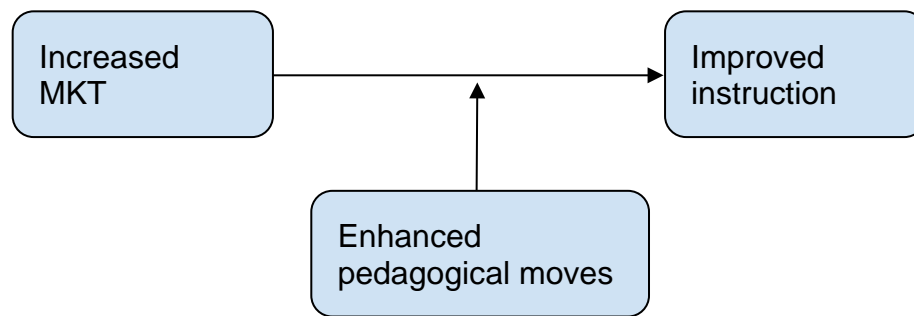 Increased
MKT
Improved
instruction
Enhanced
pedagogical moves